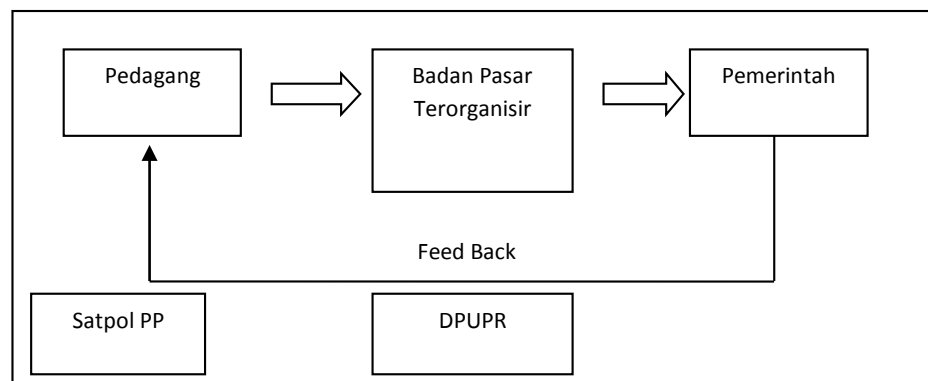 Pedagang
Badan Pasar
Terorganisir
Pemerintah
Feed Back
Satpol PP
DPUPR